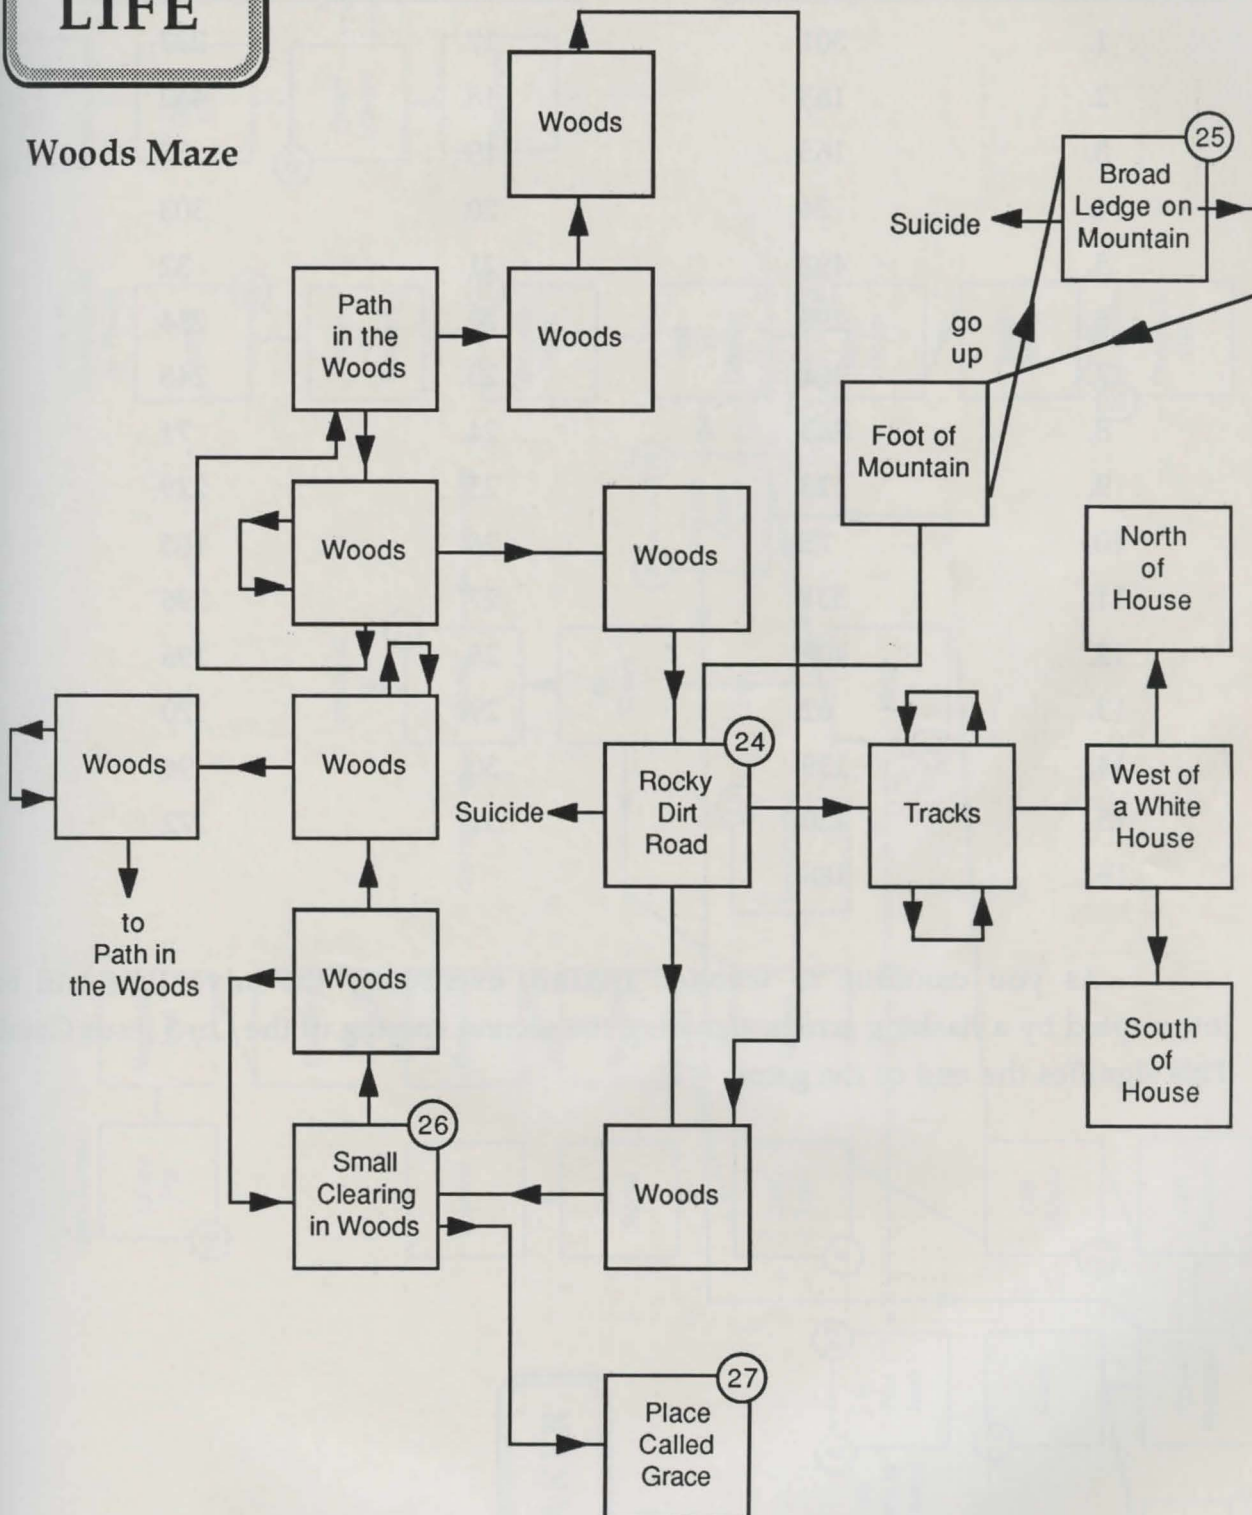 LIFE
Woods Maze
Woods
25
Broad
Ledge on
Mountain
Suicide
Path
in the
Woods
Woods
go
up
Foot of
Mountain
Woods
Woods
North
of
House
Woods
Woods
24
Rocky
Dirt
Road
Suicide
Tracks
West of
a White
House
to
Path in
the Woods
Woods
South
of
House
26
Small
Clearing
in Woods
Woods
27
Place
Called
Grace